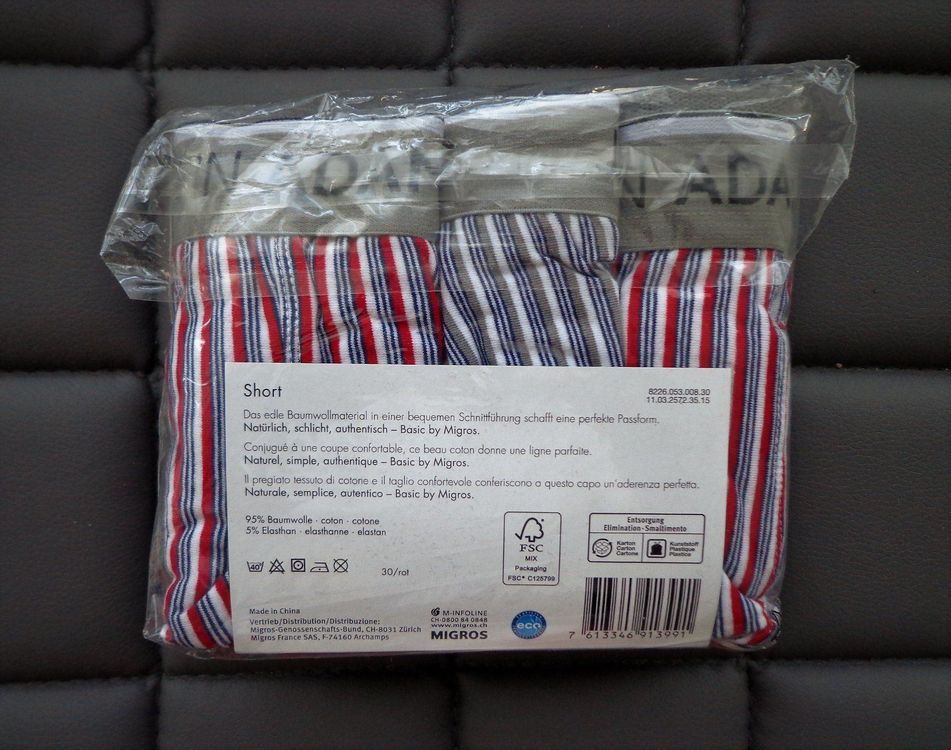 N ADAM
N ADA
Short
8226.053.008.30
11.03.2572.35.15
Das edle Baumwollmaterial in einer bequemen Schnittführung schafft eine perfekte Passform.
Natürlich, schlicht, authentisch – Basic by Migros.
Conjugué à une coupe confortable, ce beau coton donne une ligne parfaite.
Naturel, simple, authentique – Basic by Migros.
Il pregiato tessuto di cotone e il taglio confortevole conferiscono a questo capo un'aderenza perfetta.
Naturale, semplice, autentico – Basic by Migros.
95% Baumwolle · coton · cotone
5% Elasthan · elasthanne · elastan
40°
30/rot
FSC
MIX
Packaging
FSC® C125799
Entsorgung
Elimination · Smaltimento
Karton
Carton
Cartone
Kunststoff
Plastique
Plastica
Made in China
Vertrieb/Distribution/Distribuzione:
Migros-Genossenschafts-Bund, CH-8031 Zürich
Migros France SAS, F-74160 Archamps
M-INFOLINE
CH-0800 84 0848
www.migros.ch
MIGROS
eco
7 613346 913991